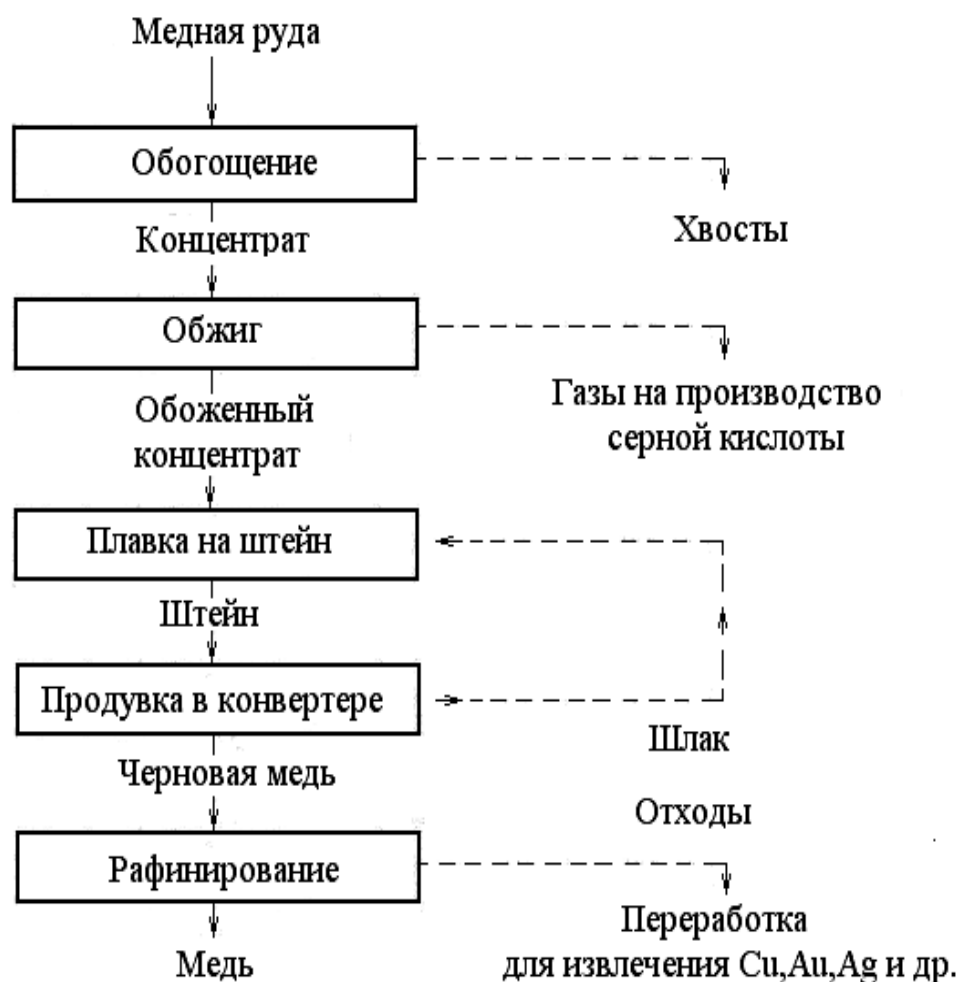 Медная руда
Обогощение
Хвосты
Концентрат
Обжиг
Газы на производство
серной кислоты
Обоженный
концентрат
Плавка на штейн
Штейн
Продувка в конвертере
Шлак
Черновая медь
Отходы
Рафинирование
Переработка
для извлечения Cu,Au,Ag и др.
Медь